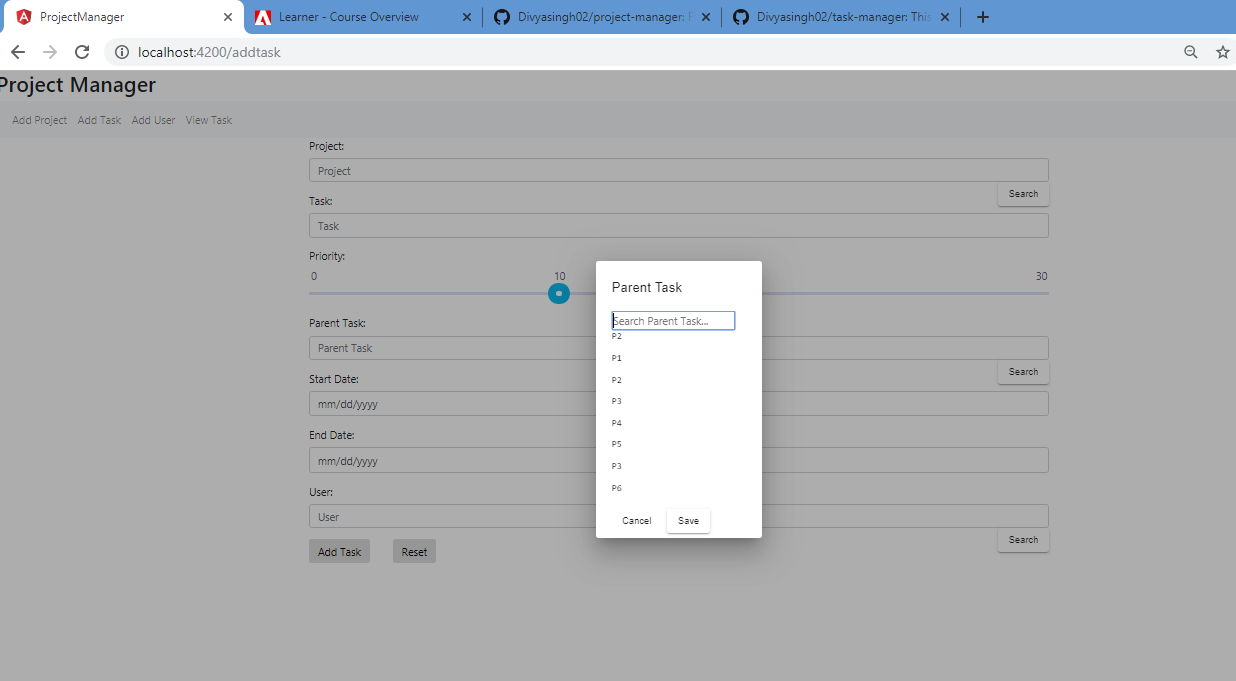 ProjectManager
Learner - Course Overview
Divyasingh02/project-manager:
Divyasingh02/task-manager: This
localhost:4200/addtask
Project Manager
Add Project Add Task Add User View Task
Project:
Project
Search
Task:
Task
Priority:
0 10 30
Parent Task:
Parent Task
Search
Start Date:
mm/dd/yyyy
End Date:
mm/dd/yyyy
User:
User
Search
Add Task Reset
Parent Task
Search Parent Task...
P2
P1
P2
P3
P4
P5
P3
P6
Cancel Save